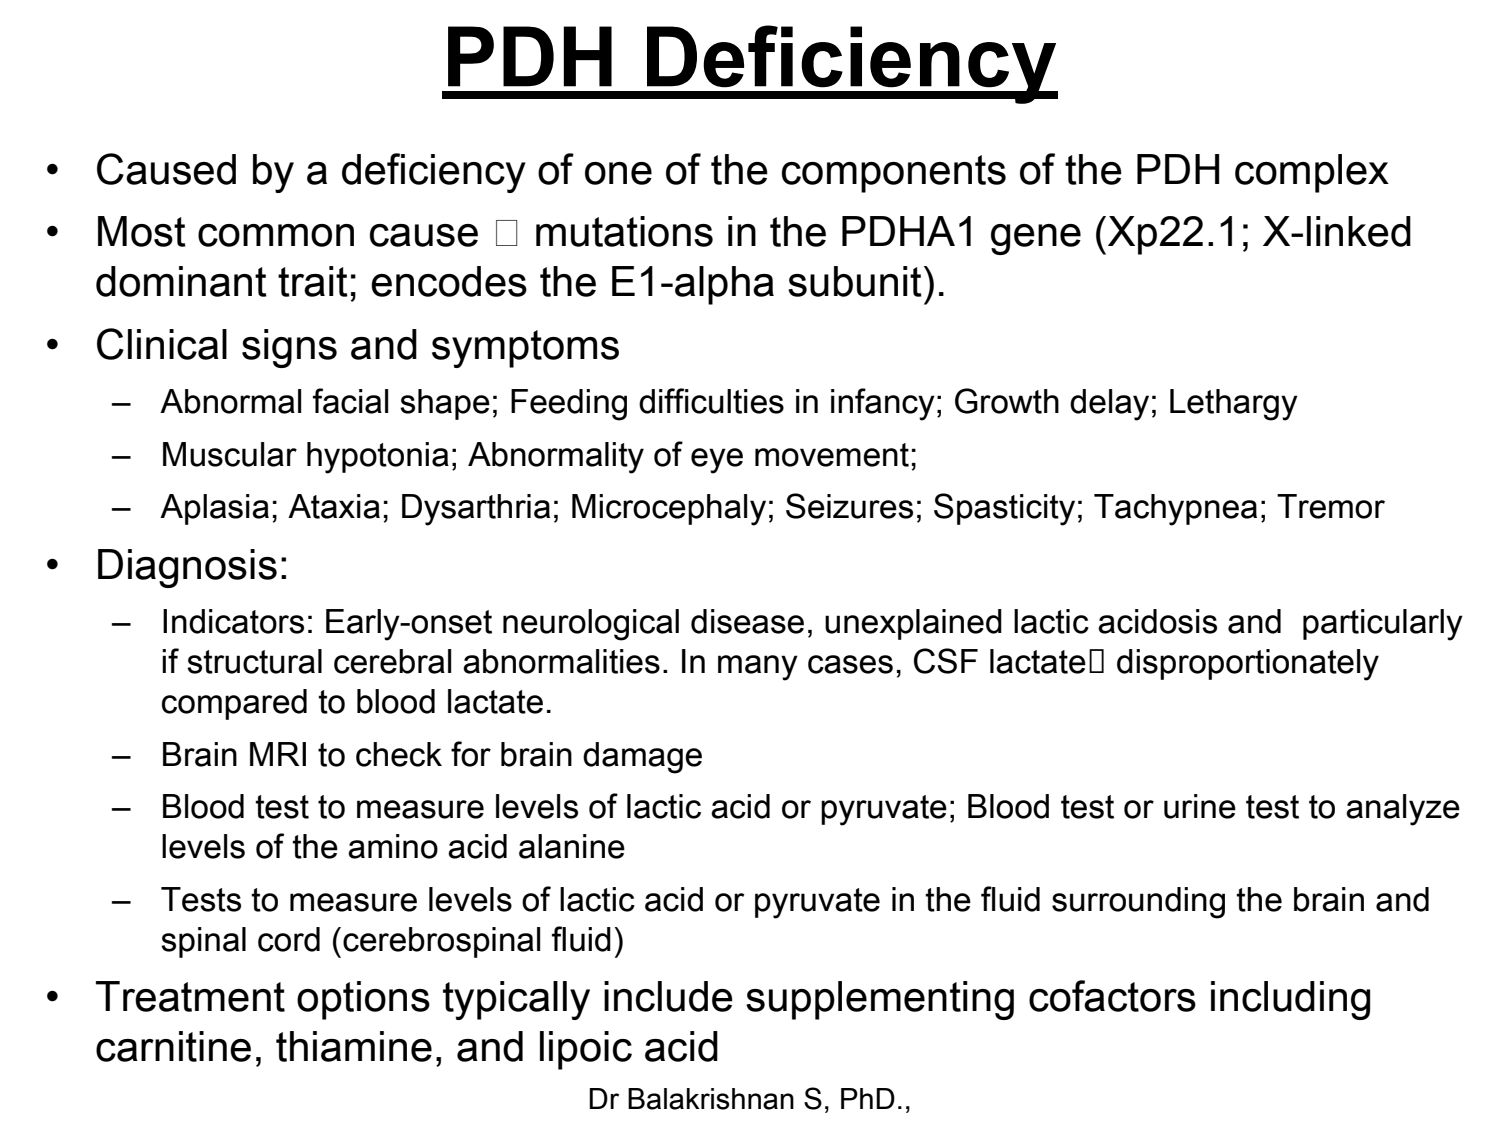 PDH Deficiency
• Caused by a deficiency of one of the components of the PDH complex
• Most common cause □ mutations in the PDHA1 gene (Xp22.1; X-linked
dominant trait; encodes the E1-alpha subunit).
• Clinical signs and symptoms
– Abnormal facial shape; Feeding difficulties in infancy; Growth delay; Lethargy
– Muscular hypotonia; Abnormality of eye movement;
– Aplasia; Ataxia; Dysarthria; Microcephaly; Seizures; Spasticity; Tachypnea; Tremor
• Diagnosis:
– Indicators: Early-onset neurological disease, unexplained lactic acidosis and  particularly
if structural cerebral abnormalities. In many cases, CSF lactate□ disproportionately
compared to blood lactate.
– Brain MRI to check for brain damage
– Blood test to measure levels of lactic acid or pyruvate; Blood test or urine test to analyze
levels of the amino acid alanine
– Tests to measure levels of lactic acid or pyruvate in the fluid surrounding the brain and
spinal cord (cerebrospinal fluid)
• Treatment options typically include supplementing cofactors including
carnitine, thiamine, and lipoic acid
Dr Balakrishnan S, PhD.,